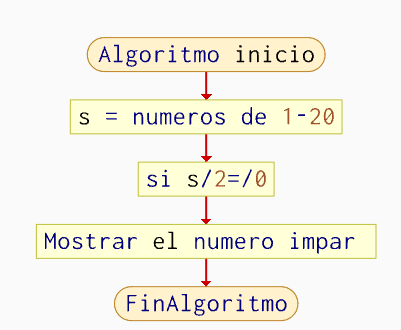 Algoritmo inicio
s = numeros de 1-20
si s/2=/0
Mostrar el numero impar
FinAlgoritmo